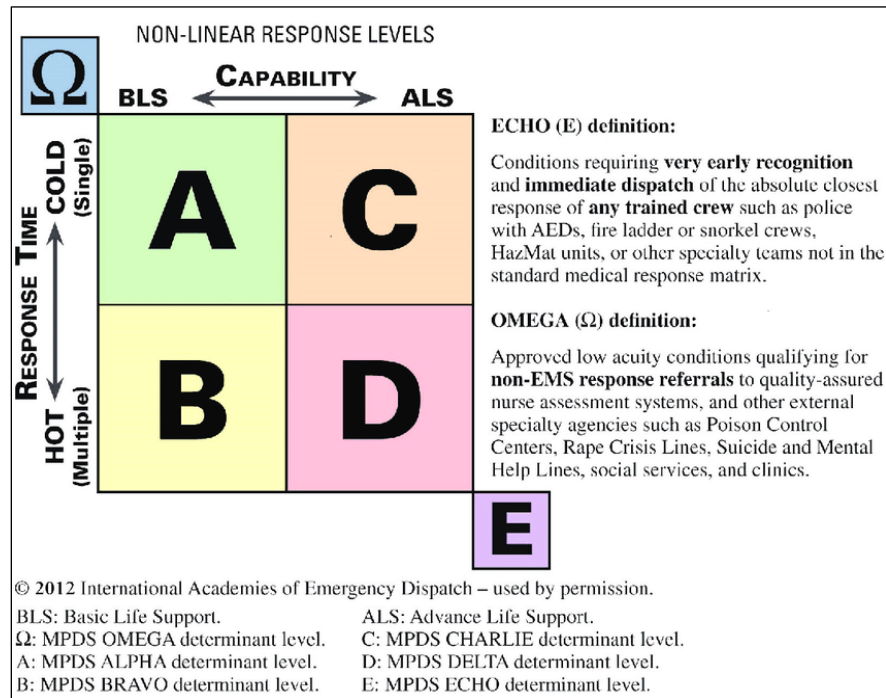 NON-LINEAR RESPONSE LEVELS
Ω
CAPABILITY
BLS
ALS
RESPONSE TIME
COLD
(Single)
HOT
(Multiple)
A
C
B
D
E
ECHO (E) definition:
Conditions requiring very early recognition
and immediate dispatch of the absolute closest
response of any trained crew such as police
with AEDs, fire ladder or snorkel crews,
HazMat units, or other specialty teams not in the
standard medical response matrix.
OMEGA (Ω) definition:
Approved low acuity conditions qualifying for
non-EMS response referrals to quality-assured
nurse assessment systems, and other external
specialty agencies such as Poison Control
Centers, Rape Crisis Lines, Suicide and Mental
Help Lines, social services, and clinics.
© 2012 International Academies of Emergency Dispatch – used by permission.
BLS: Basic Life Support.
Ω: MPDS OMEGA determinant level.
A: MPDS ALPHA determinant level.
B: MPDS BRAVO determinant level.
ALS: Advance Life Support.
C: MPDS CHARLIE determinant level.
D: MPDS DELTA determinant level.
E: MPDS ECHO determinant level.